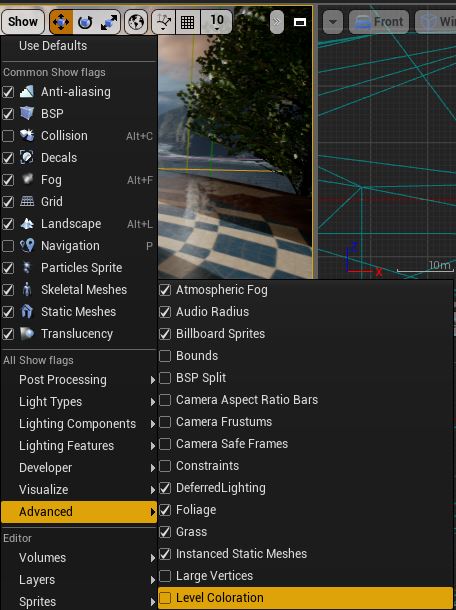 Show
10
Front
Use Defaults
Common Show flags
Anti-aliasing
BSP
Collision Alt+C
Decals
Fog Alt+F
Grid
Landscape Alt+L
Navigation P
Particles Sprite
Skeletal Meshes
Static Meshes
Translucency
All Show flags
Post Processing
Light Types
Lighting Components
Lighting Features
Developer
Visualize
Advanced
Editor
Volumes
Layers
Sprites
Z
X
10m
Atmospheric Fog
Audio Radius
Billboard Sprites
Bounds
BSP Split
Camera Aspect Ratio Bars
Camera Frustums
Camera Safe Frames
Constraints
DeferredLighting
Foliage
Grass
Instanced Static Meshes
Large Vertices
Level Coloration